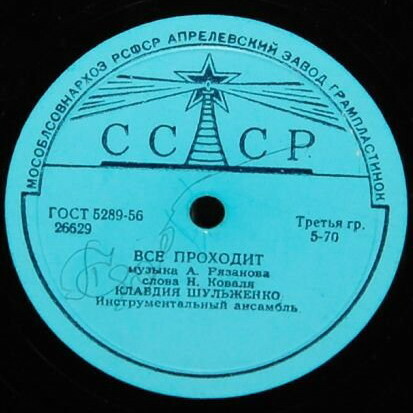 МОСОБЛСОВНАРХОЗ РСФСР АПРЕЛЕВСКИЙ ЗАВОД ГРАМПЛАСТИНОК
СССР
ГОСТ 5289-56
26629
Третья гр.
5-70
ВСЕ ПРОХОДИТ
музыка А. Рязанова
слова Н. Коваля
КЛАВДИЯ ШУЛЬЖЕНКО
Инструментальный ансамбль